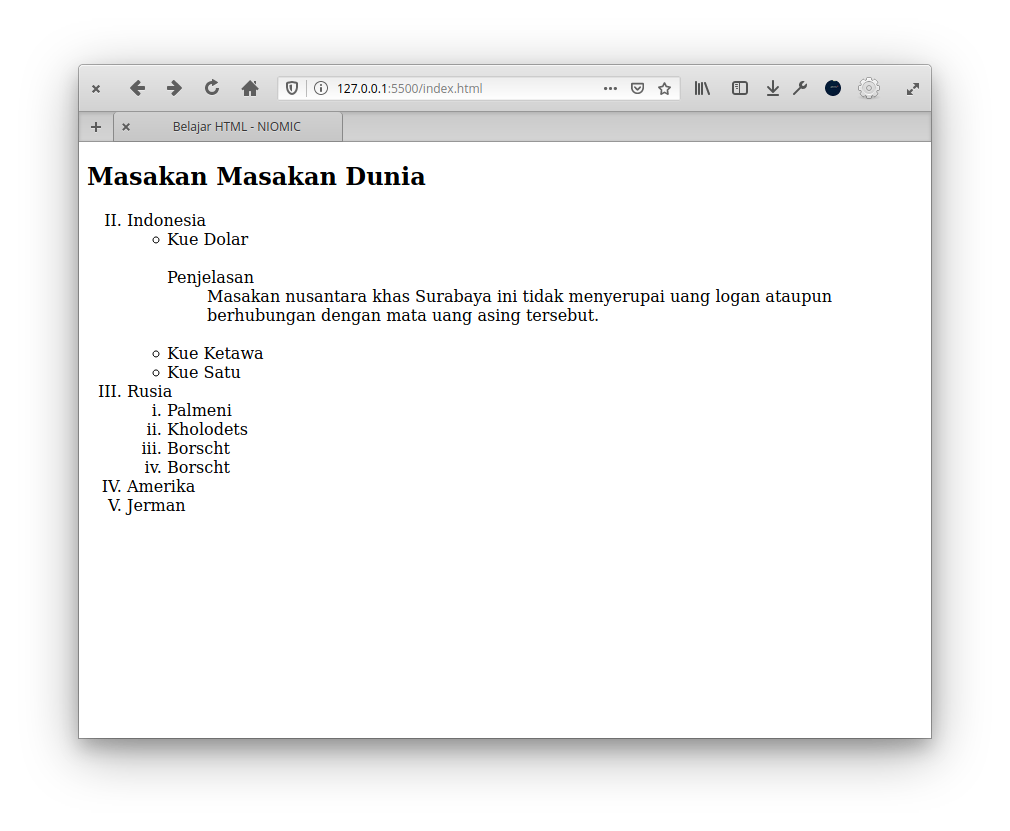 127.0.0.1:5500/index.html
Belajar HTML - NIOMIC
Masakan Masakan Dunia
II. Indonesia
Kue Dolar
Penjelasan
Masakan nusantara khas Surabaya ini tidak menyerupai uang logan ataupun
berhubungan dengan mata uang asing tersebut.
Kue Ketawa
Kue Satu
III. Rusia
i. Palmeni
ii. Kholodets
iii. Borscht
iv. Borscht
IV. Amerika
V. Jerman